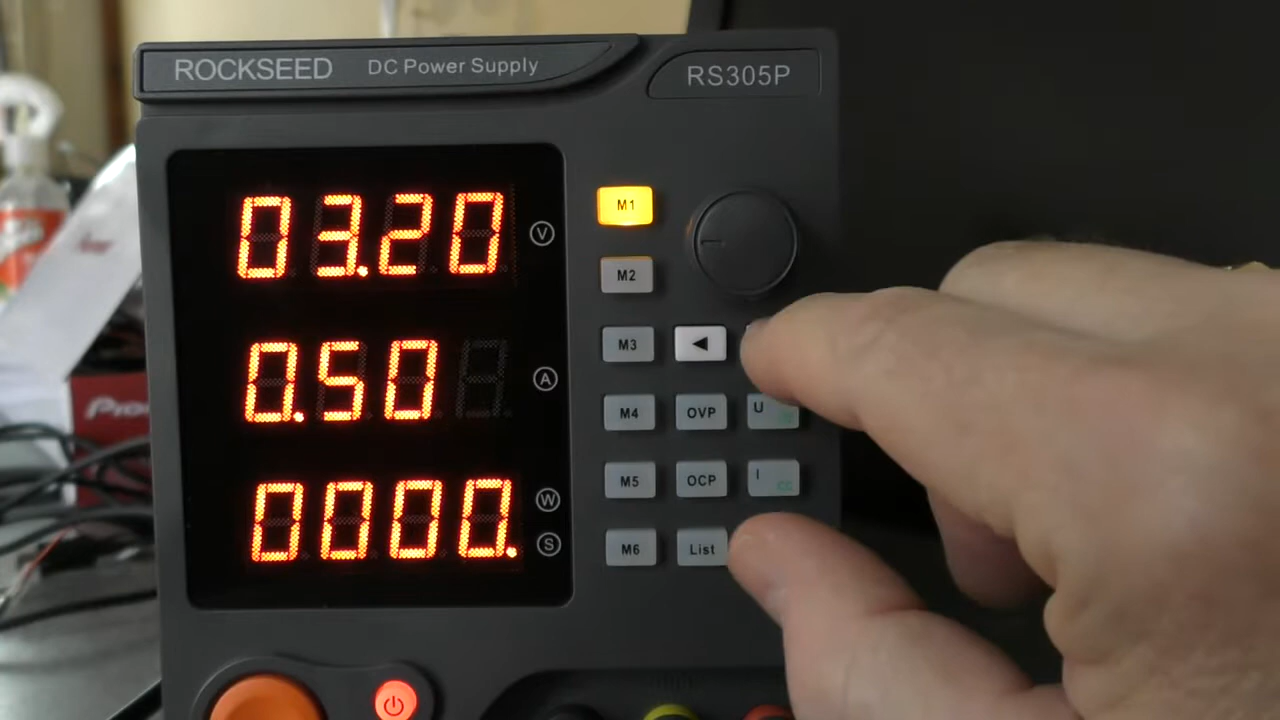 ROCKSEED DC Power Supply RS305P
03.20 V
0.50 A
0000. W
S
M1
M2
M3 ◀
M4 OVP U
M5 OCP I CC
M6 List